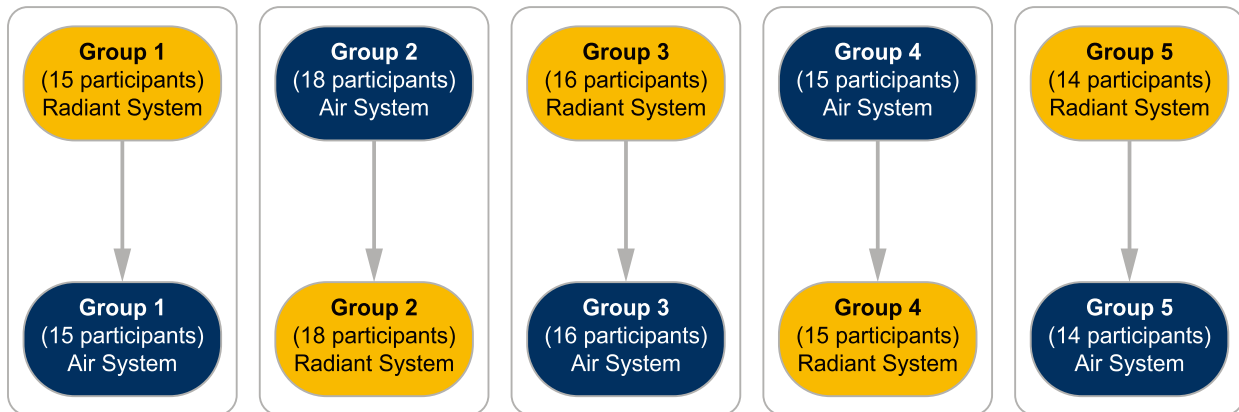 Group 1
(15 participants)
Radiant System
Group 2
(18 participants)
Air System
Group 3
(16 participants)
Radiant System
Group 4
(15 participants)
Air System
Group 5
(14 participants)
Radiant System
Group 1
(15 participants)
Air System
Group 2
(18 participants)
Radiant System
Group 3
(16 participants)
Air System
Group 4
(15 participants)
Radiant System
Group 5
(14 participants)
Air System